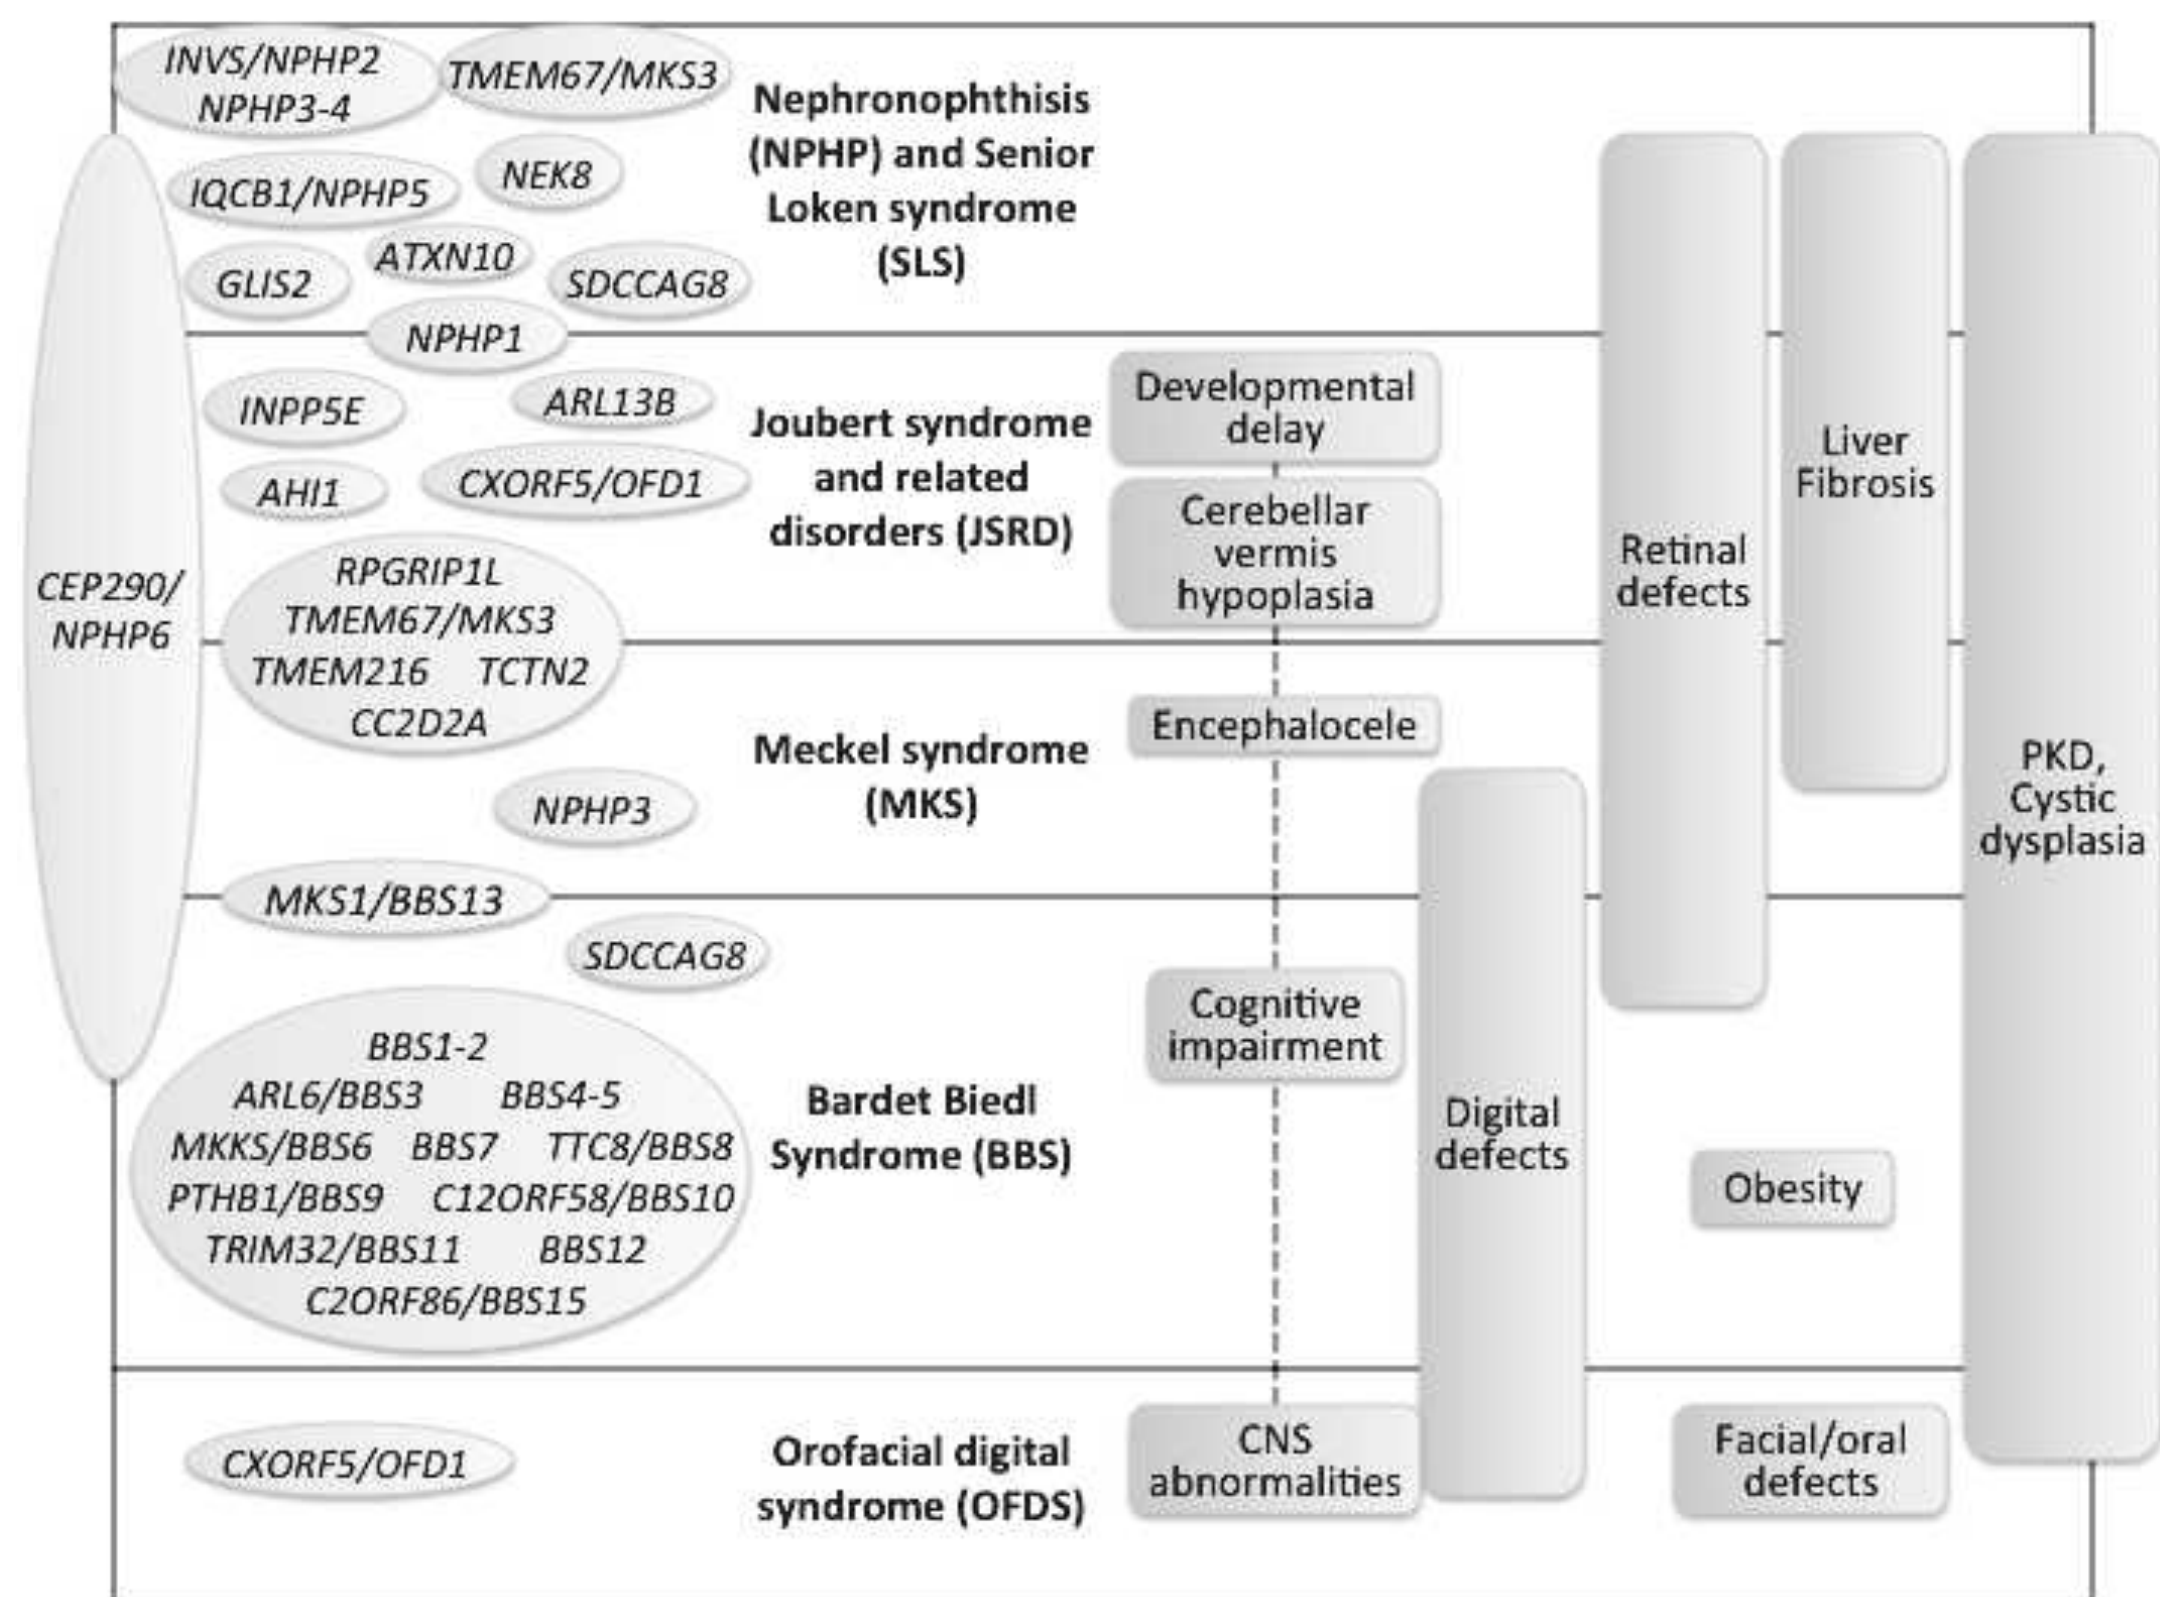 INVS/NPHP2
NPHP3-4
TMEM67/MKS3
IQCB1/NPHP5
NEK8
GLIS2
ATXN10
SDCCAG8
NPHP1
Nephronophthisis
(NPHP) and Senior
Loken syndrome
(SLS)
INPP5E
ARL13B
AHI1
CXORF5/OFD1
Joubert syndrome
and related
disorders (JSRD)
Developmental
delay
Cerebellar
vermis
hypoplasia
CEP290/
NPHP6
RPGRIP1L
TMEM67/MKS3
TMEM216 TCTN2
CC2D2A
NPHP3
Meckel syndrome
(MKS)
Encephalocele
Retinal
defects
Liver
Fibrosis
PKD,
Cystic
dysplasia
MKS1/BBS13
SDCCAG8
BBS1-2
ARL6/BBS3 BBS4-5
MKKS/BBS6 BBS7 TTC8/BBS8
PTHB1/BBS9 C12ORF58/BBS10
TRIM32/BBS11 BBS12
C2ORF86/BBS15
Bardet Biedl
Syndrome (BBS)
Cognitive
impairment
Digital
defects
Obesity
CXORF5/OFD1
Orofacial digital
syndrome (OFDS)
CNS
abnormalities
Facial/oral
defects